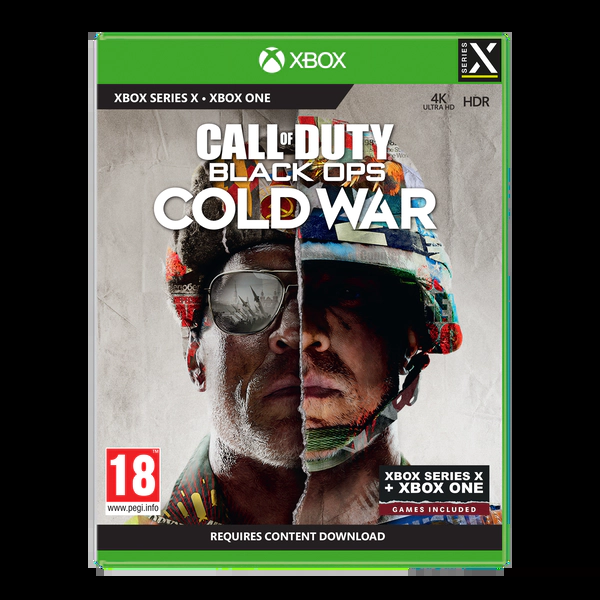 XBOX
SERIES X
XBOX SERIES X • XBOX ONE
4K
ULTRA HD
HDR
CALL OF DUTY
BLACK OPS
COLD WAR
18
www.pegi.info
XBOX SERIES X
+ XBOX ONE
GAMES INCLUDED
REQUIRES CONTENT DOWNLOAD